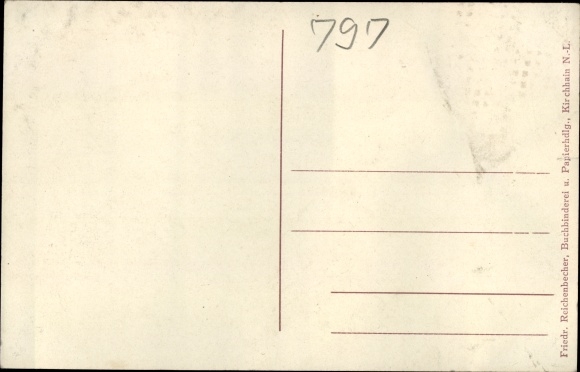 797
Friedr. Reichenbecher, Buchbinderei u. Papierhdlg., Kirchhain N.-L.